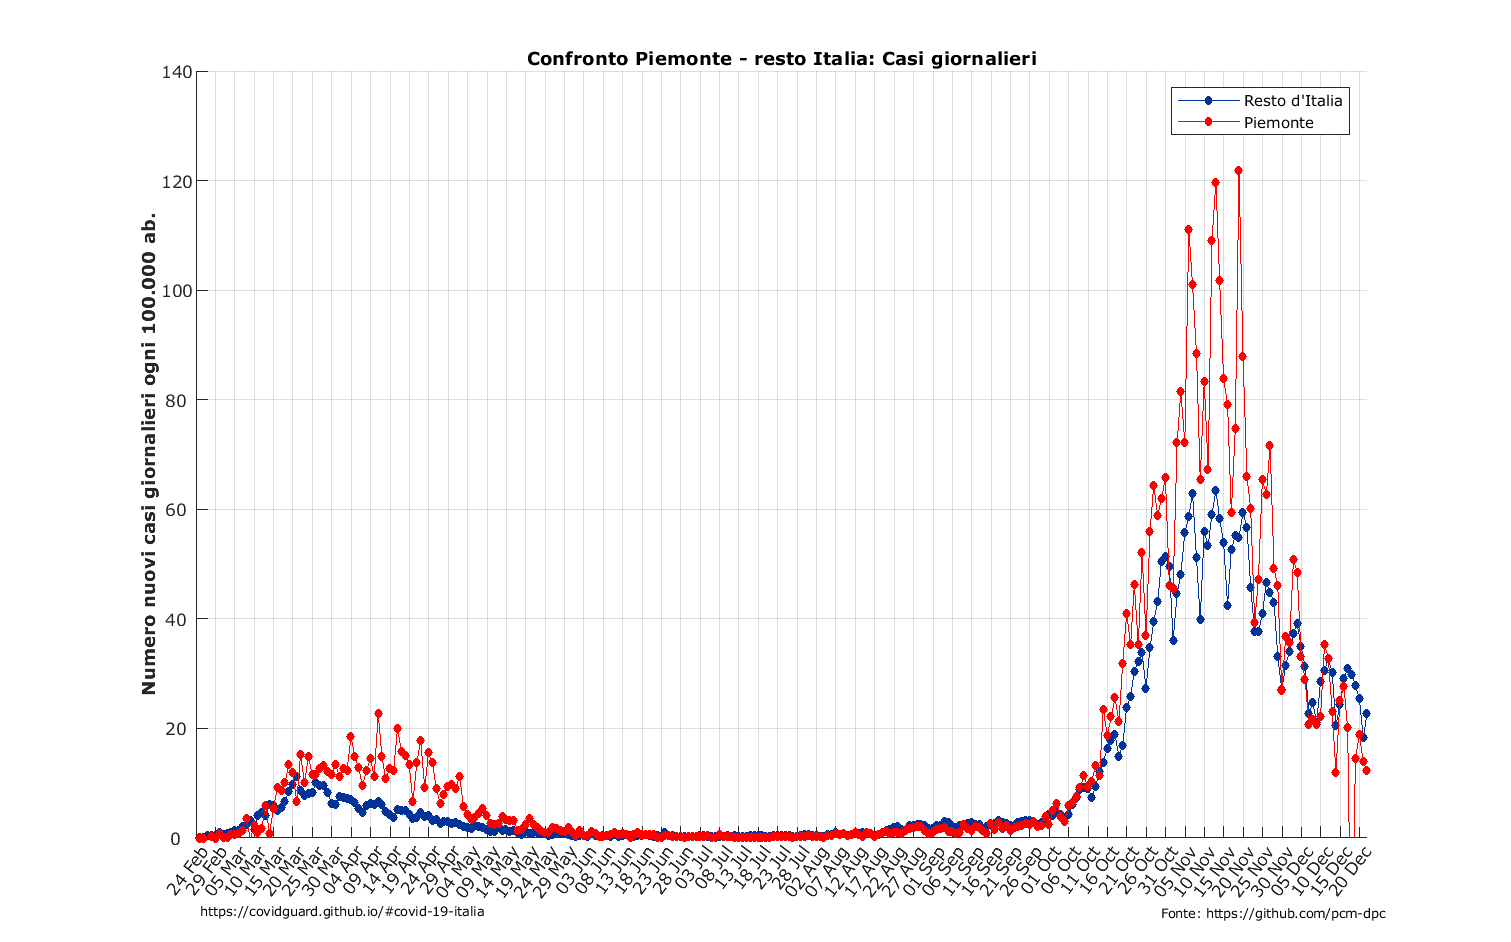 Confronto Piemonte - resto Italia: Casi giornalieri
Resto d'Italia
Piemonte
Numero nuovi casi giornalieri ogni 100.000 ab.
140
120
100
80
60
40
20
0
24 Feb
29 Feb
05 Mar
10 Mar
15 Mar
20 Mar
25 Mar
30 Mar
04 Apr
09 Apr
14 Apr
19 Apr
24 Apr
29 Apr
04 May
09 May
14 May
19 May
24 May
29 May
03 Jun
08 Jun
13 Jun
18 Jun
23 Jun
28 Jun
03 Jul
08 Jul
13 Jul
18 Jul
23 Jul
28 Jul
02 Aug
07 Aug
12 Aug
17 Aug
22 Aug
27 Aug
01 Sep
06 Sep
11 Sep
16 Sep
21 Sep
26 Sep
01 Oct
06 Oct
11 Oct
16 Oct
21 Oct
26 Oct
31 Oct
05 Nov
10 Nov
15 Nov
20 Nov
25 Nov
30 Nov
05 Dec
10 Dec
15 Dec
20 Dec
https://covidguard.github.io/#covid-19-italia
Fonte: https://github.com/pcm-dpc